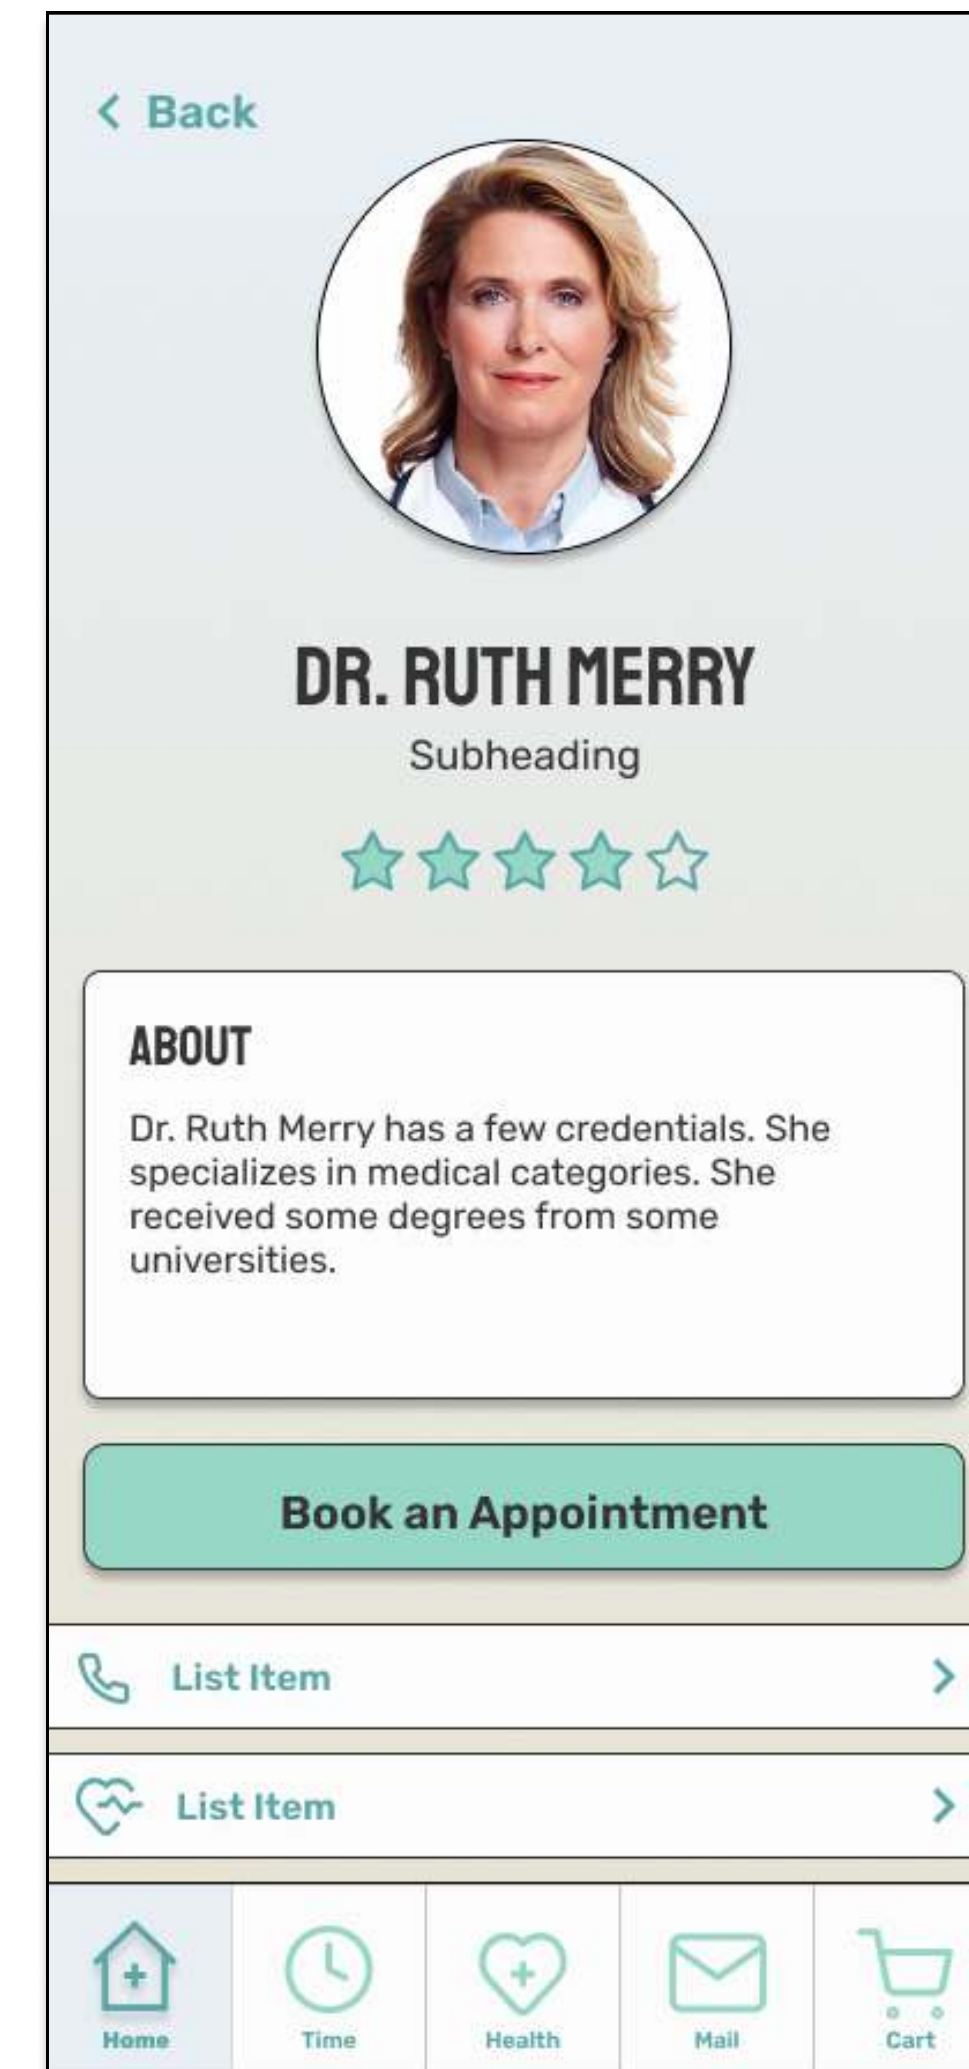 Back
DR. RUTH MERRY
Subheading
ABOUT
Dr. Ruth Merry has a few credentials. She
specializes in medical categories. She
received some degrees from some
universities.
Book an Appointment
List Item
List Item
Home
Time
Health
Mail
Cart